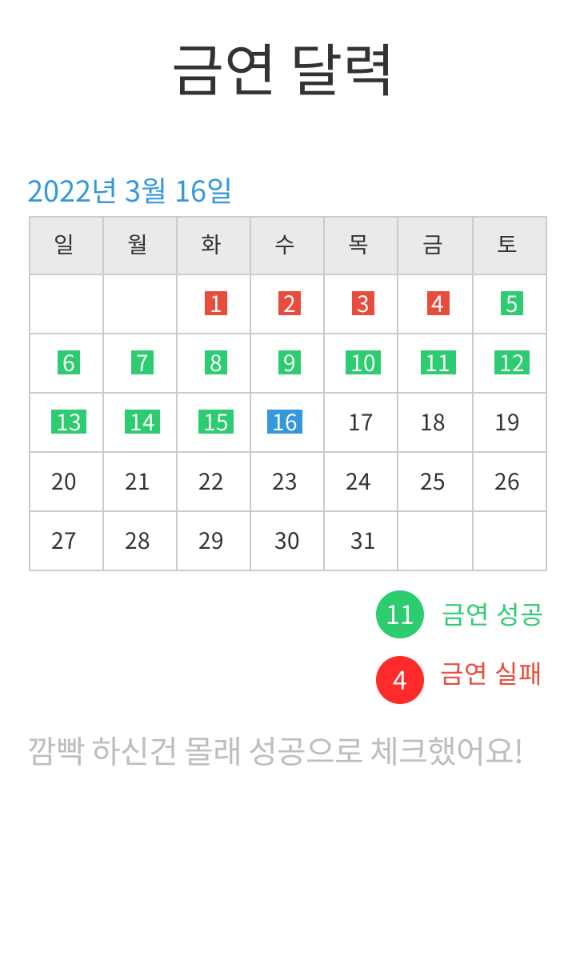 금연 달력
2022년 3월 16일
일 월 화 수 목 금 토
1 2 3 4 5
6 7 8 9 10 11 12
13 14 15 16 17 18 19
20 21 22 23 24 25 26
27 28 29 30 31
11 금연 성공
4 금연 실패
깜빡 하신건 몰래 성공으로 체크했어요!